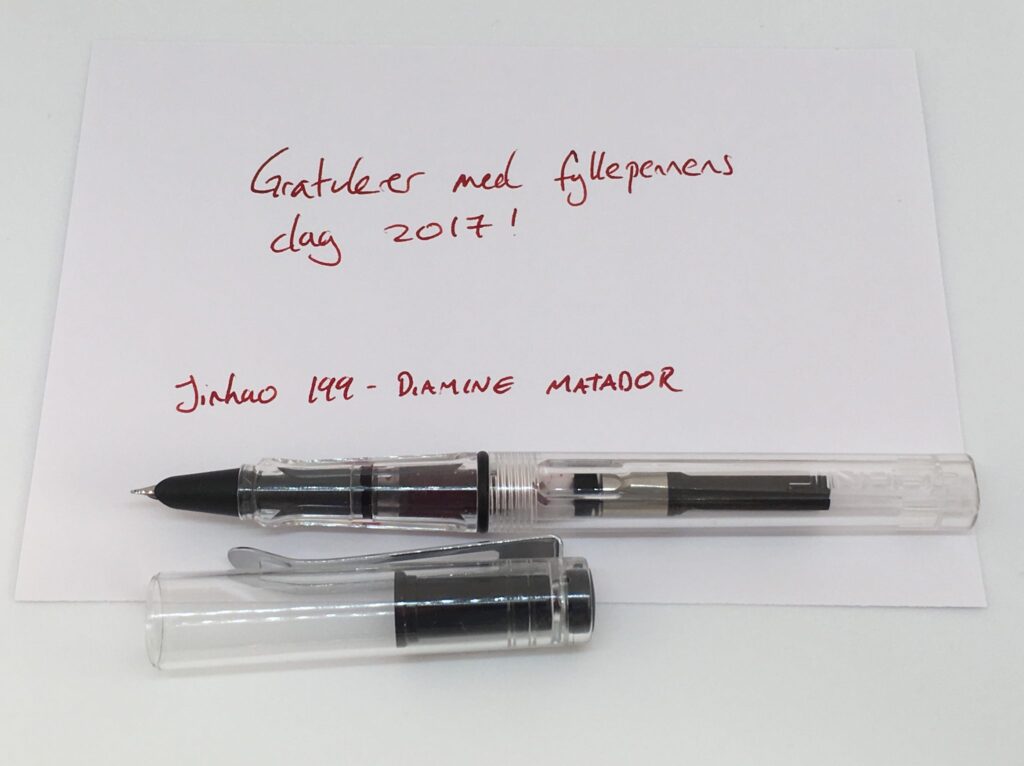 Gratulerer med fyllepennens
dag 2017!
Jinhao 199 - DIAMINE MATADOR